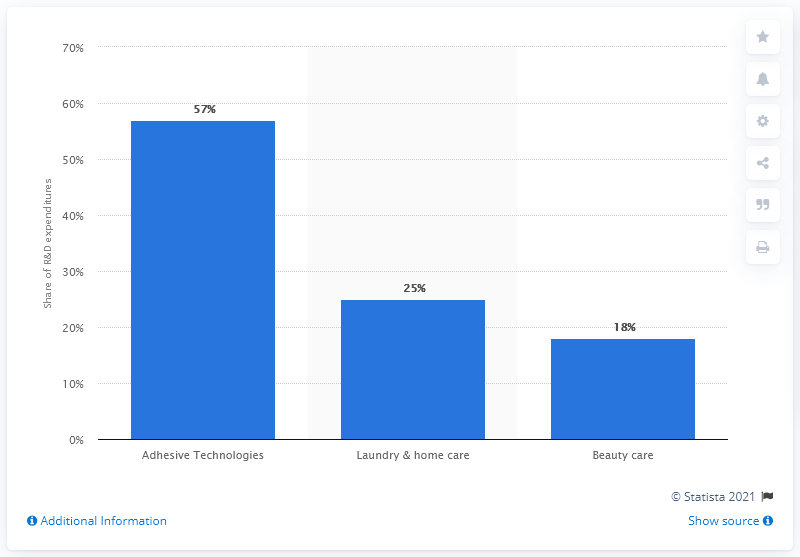 70%
60%
50%
40%
30%
20%
10%
0%
Share of R&D expenditures
57%
25%
18%
Adhesive Technologies
Laundry & home care
Beauty care
© Statista 2021
Additional Information
Show source